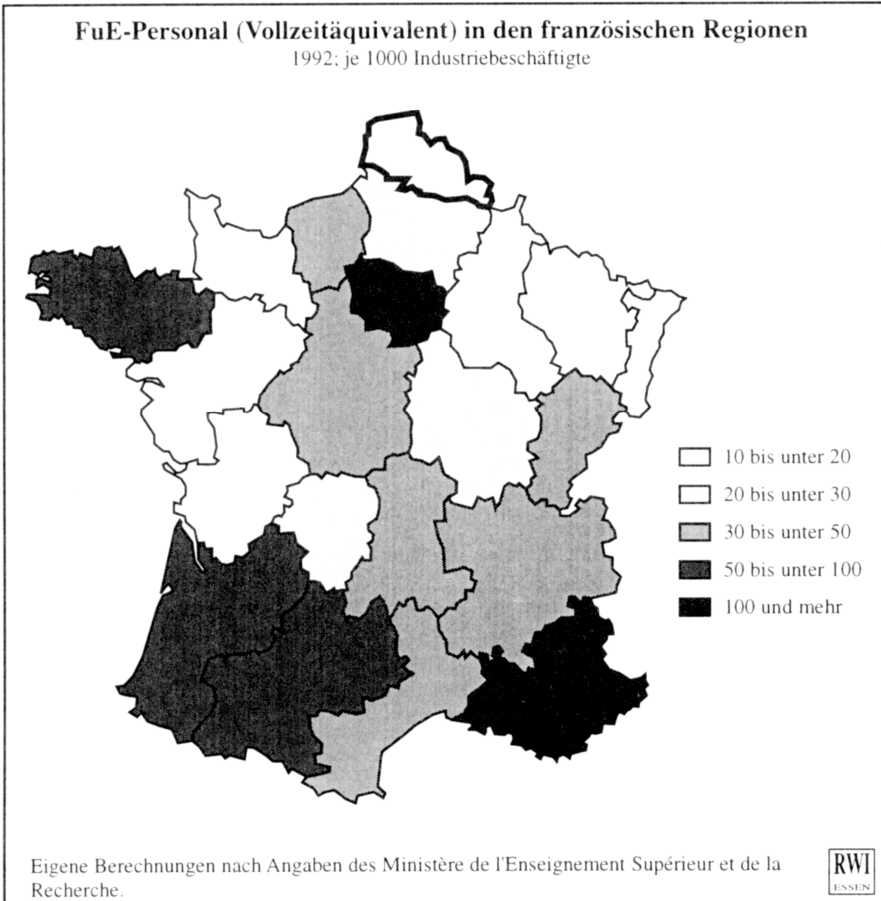 FuE-Personal (Vollzeitäquivalent) in den französischen Regionen
1992; je 1000 Industriebeschäftigte
10 bis unter 20
20 bis unter 30
30 bis unter 50
50 bis unter 100
100 und mehr
Eigene Berechnungen nach Angaben des Ministère de l'Enseignement Supérieur et de la
Recherche.
RWI
ESSEN